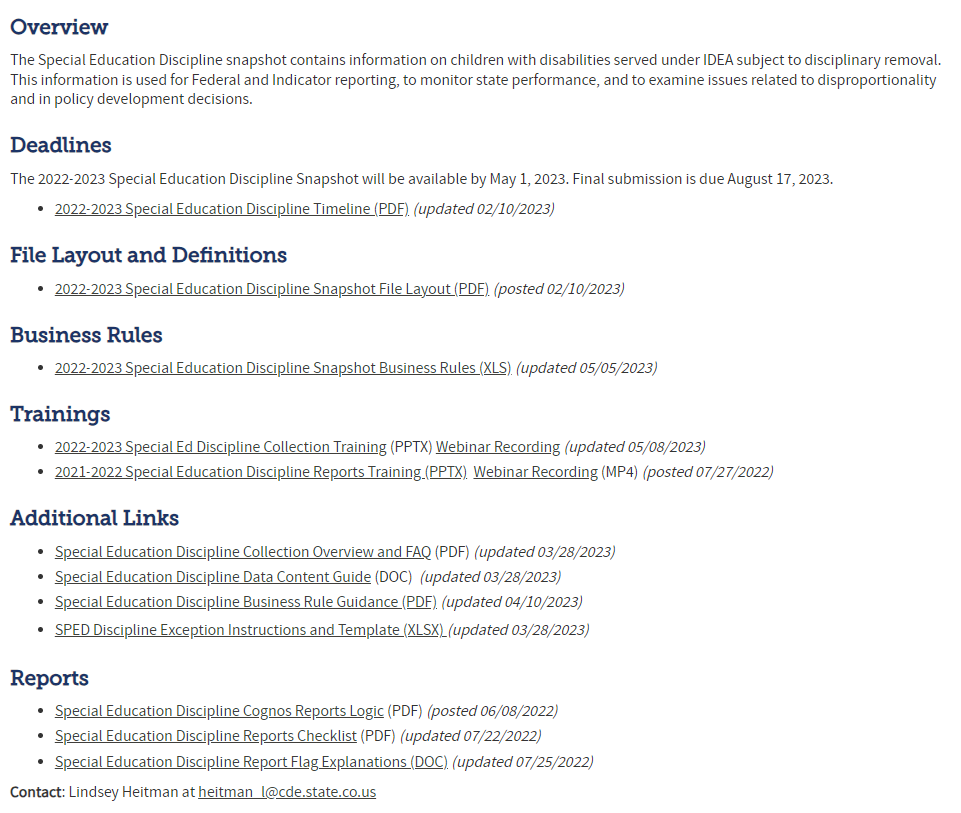 Overview
The Special Education Discipline snapshot contains information on children with disabilities served under IDEA subject to disciplinary removal.
This information is used for Federal and Indicator reporting, to monitor state performance, and to examine issues related to disproportionality
and in policy development decisions.
Deadlines
The 2022-2023 Special Education Discipline Snapshot will be available by May 1, 2023. Final submission is due August 17, 2023.
• 2022-2023 Special Education Discipline Timeline (PDF) (updated 02/10/2023)
File Layout and Definitions
• 2022-2023 Special Education Discipline Snapshot File Layout (PDF) (posted 02/10/2023)
Business Rules
• 2022-2023 Special Education Discipline Snapshot Business Rules (XLS) (updated 05/05/2023)
Trainings
• 2022-2023 Special Ed Discipline Collection Training (PPTX) Webinar Recording (updated 05/08/2023)
• 2021-2022 Special Education Discipline Reports Training (PPTX) Webinar Recording (MP4) (posted 07/27/2022)
Additional Links
• Special Education Discipline Collection Overview and FAQ (PDF) (updated 03/28/2023)
• Special Education Discipline Data Content Guide (DOC) (updated 03/28/2023)
• Special Education Discipline Business Rule Guidance (PDF) (updated 04/10/2023)
• SPED Discipline Exception Instructions and Template (XLSX) (updated 03/28/2023)
Reports
• Special Education Discipline Cognos Reports Logic (PDF) (posted 06/08/2022)
• Special Education Discipline Reports Checklist (PDF) (updated 07/22/2022)
• Special Education Discipline Report Flag Explanations (DOC) (updated 07/25/2022)
Contact: Lindsey Heitman at heitman_l@cde.state.co.us